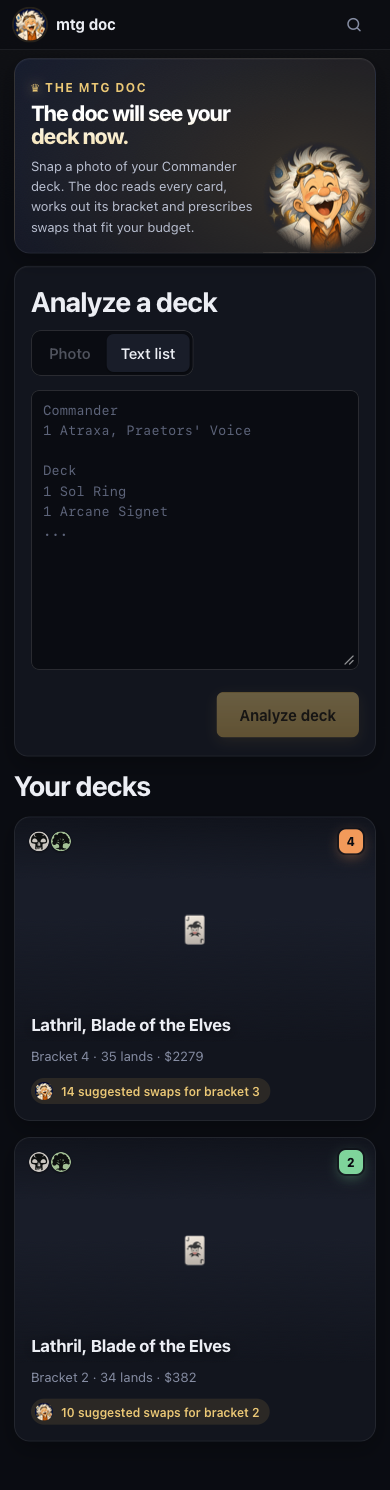 mtg doc
THE MTG DOC
The doc will see your
deck now.
Snap a photo of your Commander
deck. The doc reads every card,
works out its bracket and prescribes
swaps that fit your budget.
Analyze a deck
Photo
Text list
Commander
1 Atraxa, Praetors' Voice
Deck
1 Sol Ring
1 Arcane Signet
...
Analyze deck
Your decks
4
Lathril, Blade of the Elves
Bracket 4 · 35 lands · $2279
14 suggested swaps for bracket 3
2
Lathril, Blade of the Elves
Bracket 2 · 34 lands · $382
10 suggested swaps for bracket 2